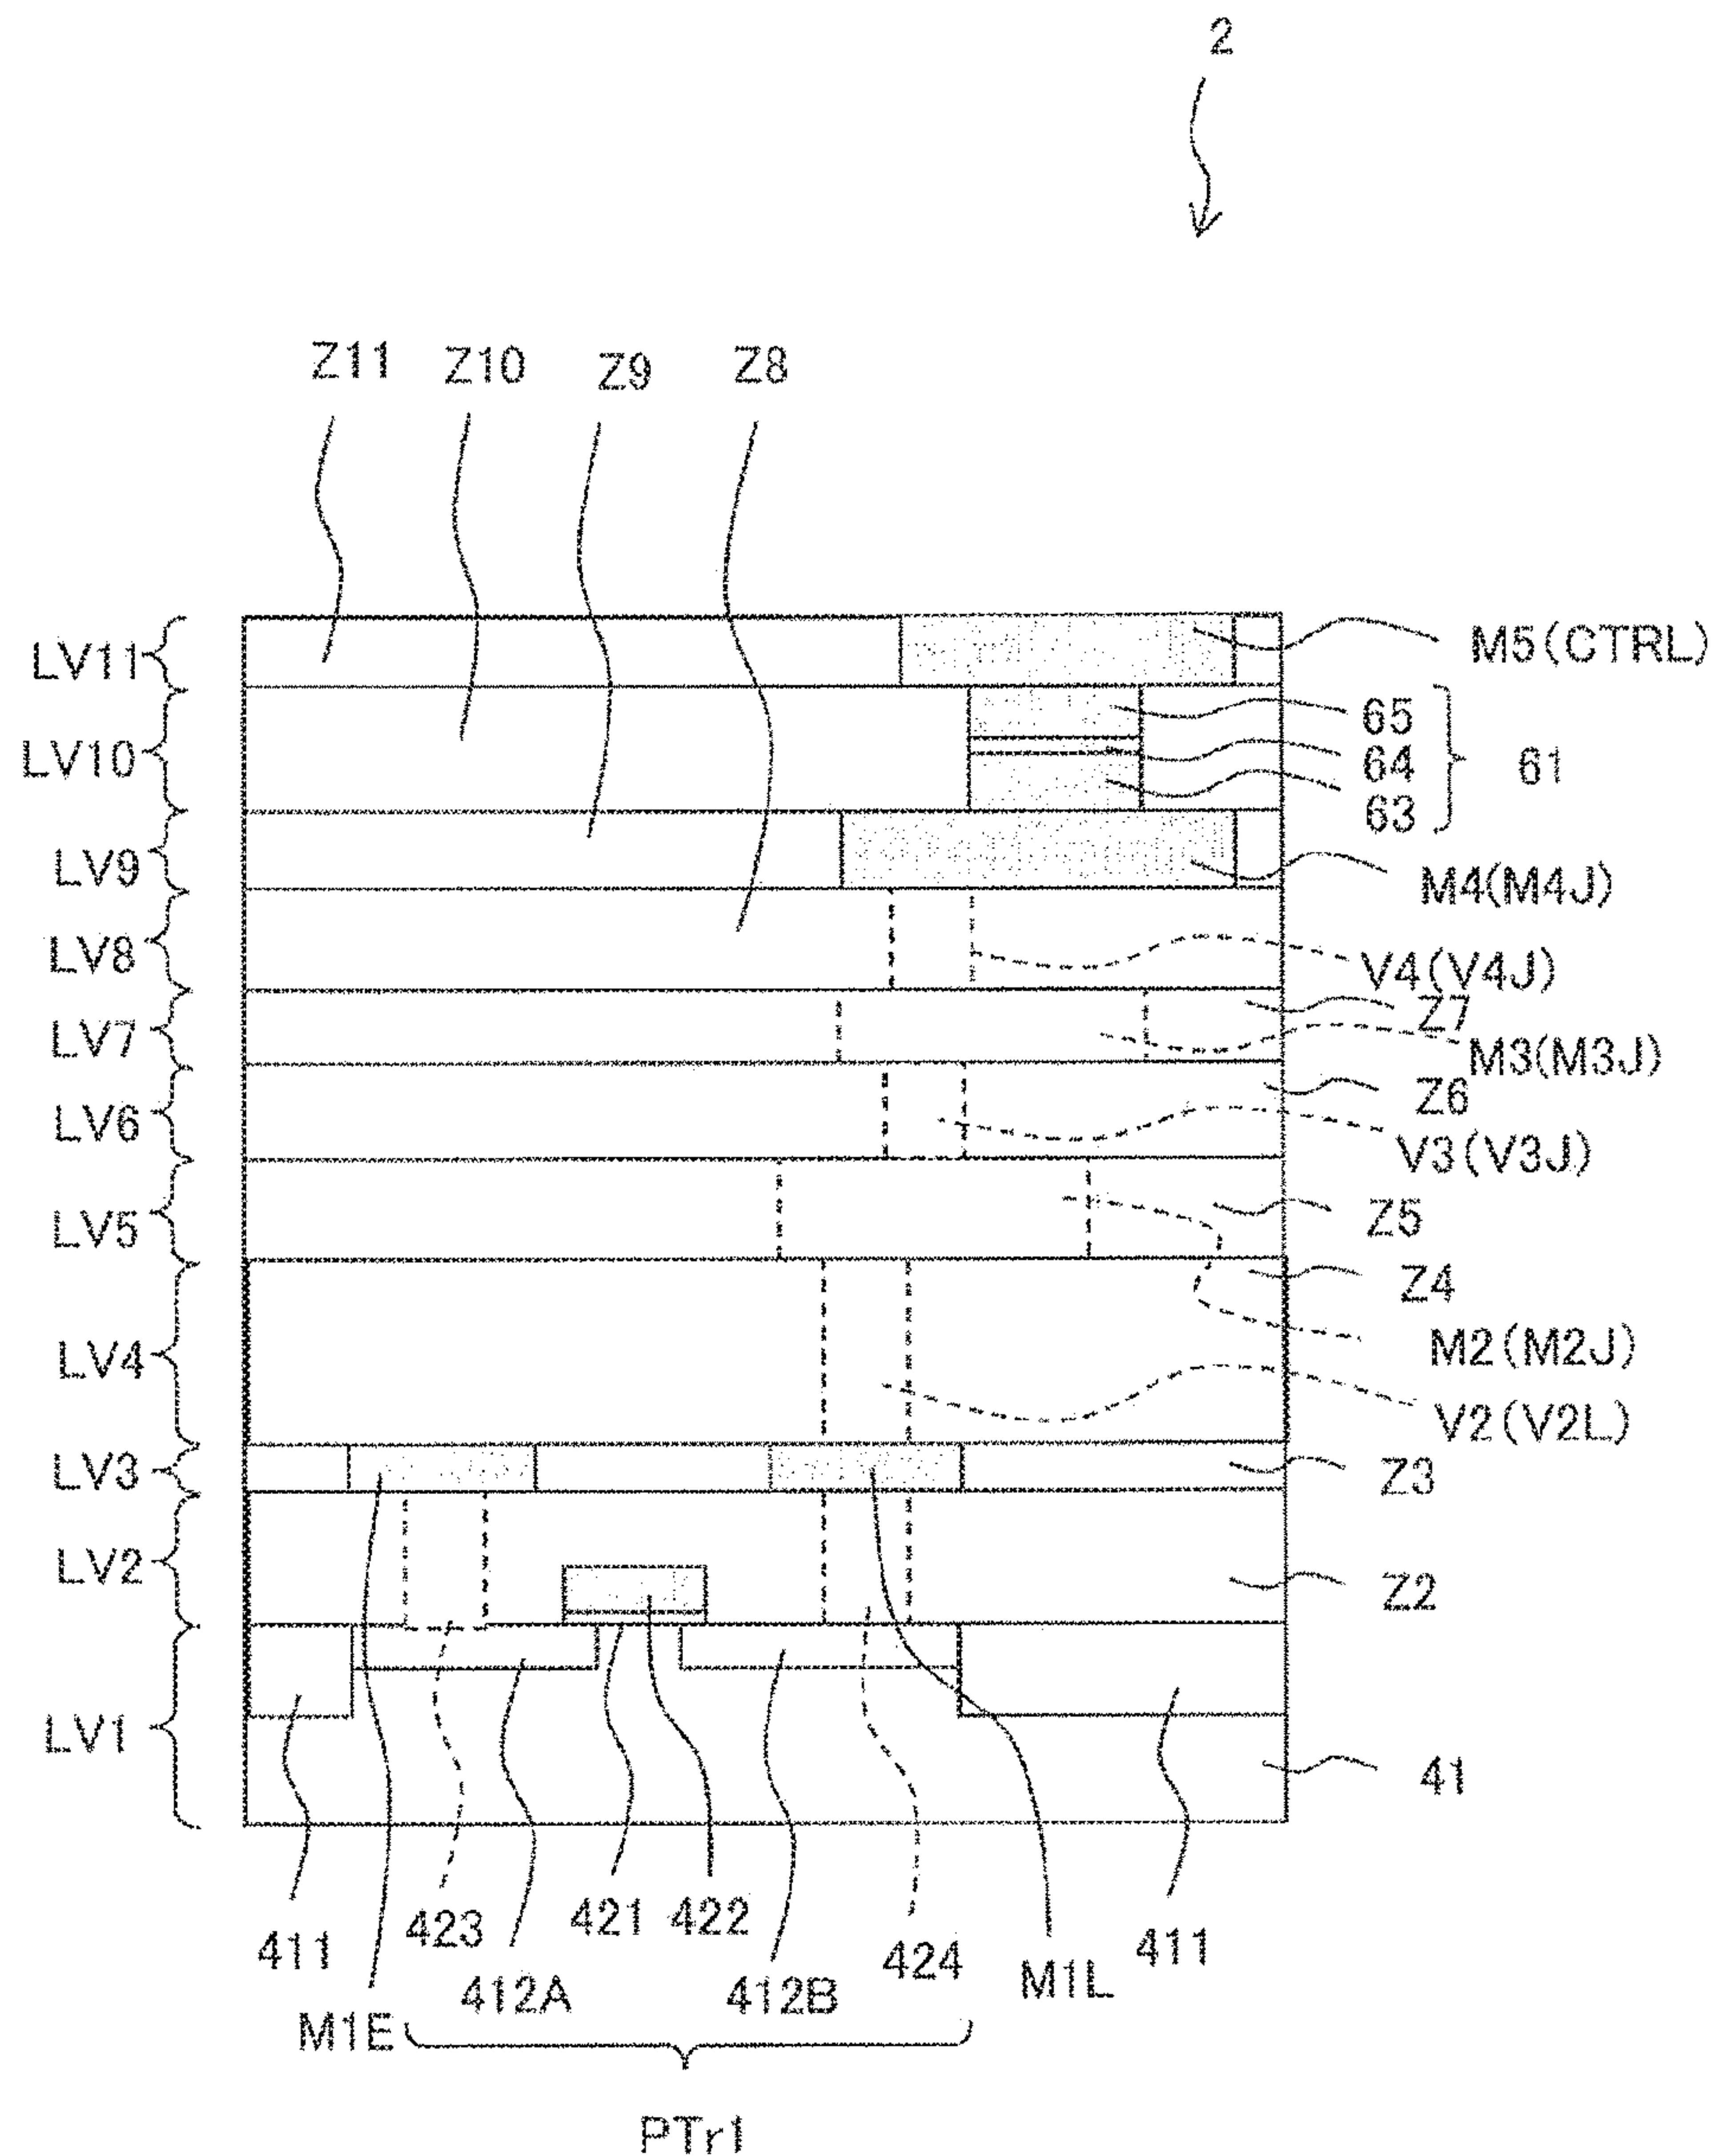 2
Z11 Z10 Z9 Z8
LV11
M5(CTRL)
65
LV10
64
61
63
LV9
M4(M4J)
LV8
V4(V4J)
Z7
LV7
M3(M3J)
Z6
LV6
V3(V3J)
LV5
Z5
Z4
LV4
M2(M2J)
V2(V2L)
LV3
Z3
LV2
Z2
LV1
41
411
M1E
423
412A
421
422
412B
424
M1L
411
PTr1